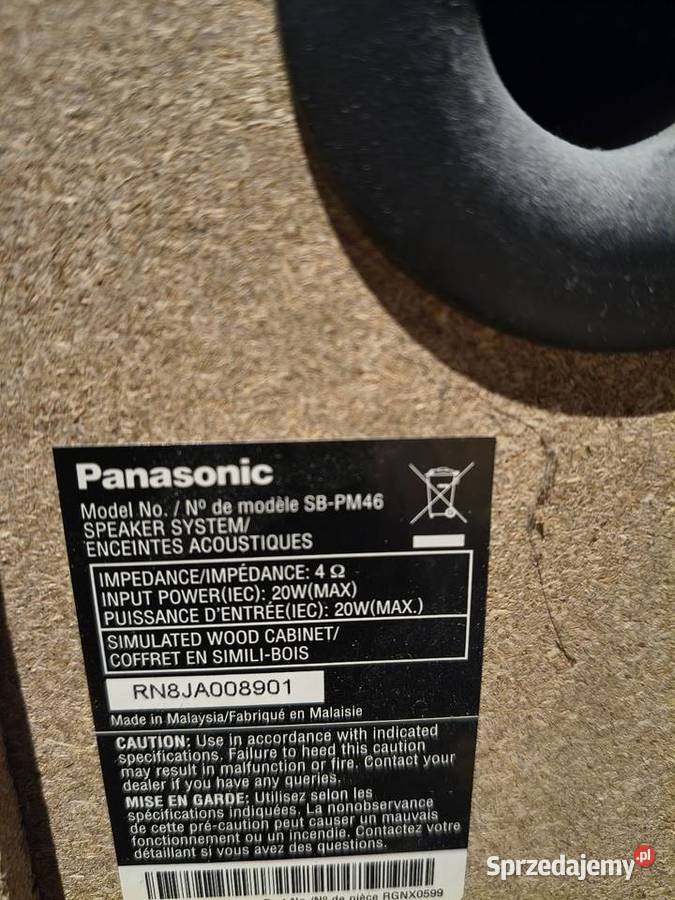 Panasonic
Model No. / Nº de modèle SB-PM46
SPEAKER SYSTEM/
ENCEINTES ACOUSTIQUES
IMPEDANCE/IMPÉDANCE: 4 Ω
INPUT POWER(IEC): 20W(MAX)
PUISSANCE D'ENTRÉE(IEC): 20W(MAX.)
SIMULATED WOOD CABINET/
COFFRET EN SIMILI-BOIS
RN8JA008901
Made in Malaysia/Fabriqué en Malaisie
CAUTION: Use in accordance with indicated
specifications. Failure to heed this caution
may result in malfunction or fire. Contact your
dealer if you have any queries.
MISE EN GARDE: Utilisez selon les
spécifications indiquées. La nonobservance
de cette pré-caution peut causer un mauvais
fonctionnement ou un incendie. Contactez votre
détaillant si vous avez des questions.
No./Nº de pièce RGNX0599
Sprzedajemy.pl